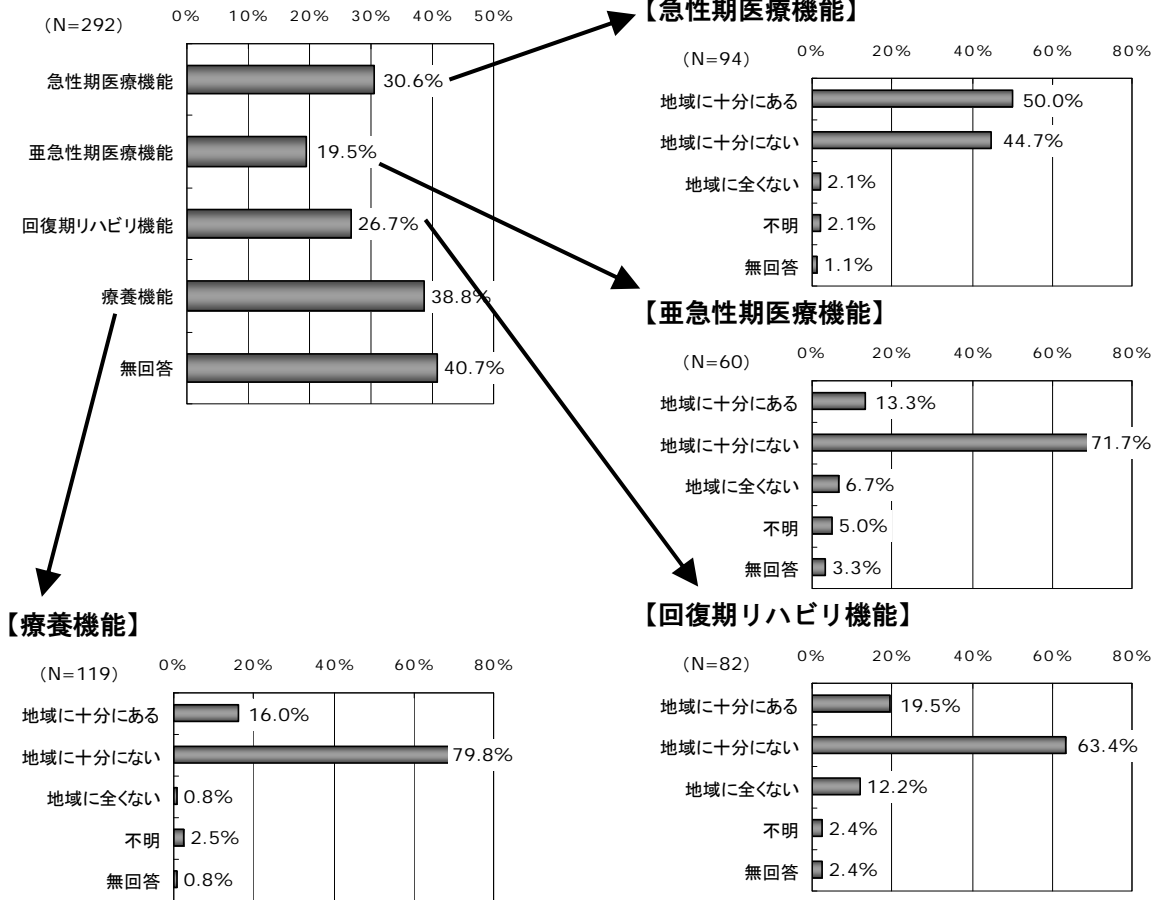 (N=292)
0% 10% 20% 30% 40% 50%
急性期医療機能 30.6%
亜急性期医療機能 19.5%
回復期リハビリ機能 26.7%
療養機能 38.8%
無回答 40.7%
【急性期医療機能】
(N=94)
0% 20% 40% 60% 80%
地域に十分にある 50.0%
地域に十分にない 44.7%
地域に全くない 2.1%
不明 2.1%
無回答 1.1%
【亜急性期医療機能】
(N=60)
0% 20% 40% 60% 80%
地域に十分にある 13.3%
地域に十分にない 71.7%
地域に全くない 6.7%
不明 5.0%
無回答 3.3%
【回復期リハビリ機能】
(N=82)
0% 20% 40% 60% 80%
地域に十分にある 19.5%
地域に十分にない 63.4%
地域に全くない 12.2%
不明 2.4%
無回答 2.4%
【療養機能】
(N=119)
0% 20% 40% 60% 80%
地域に十分にある 16.0%
地域に十分にない 79.8%
地域に全くない 0.8%
不明 2.5%
無回答 0.8%